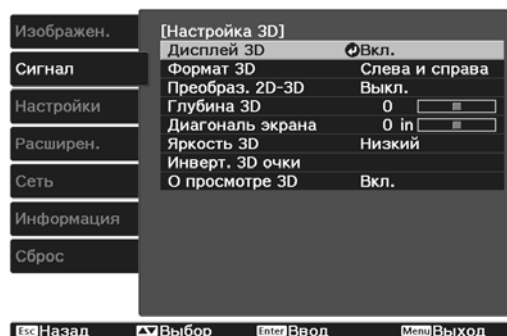 Изображен.
Сигнал
Настройки
Расширен.
Сеть
Информация
Сброс
[Настройка 3D]
Дисплей 3D Вкл.
Формат 3D Слева и справа
Преобраз. 2D-3D Выкл.
Глубина 3D 0
Диагональ экрана 0 in
Яркость 3D Низкий
Инверт. 3D очки
О просмотре 3D Вкл.
Esc Назад Выбор Enter Ввод Menu Выход